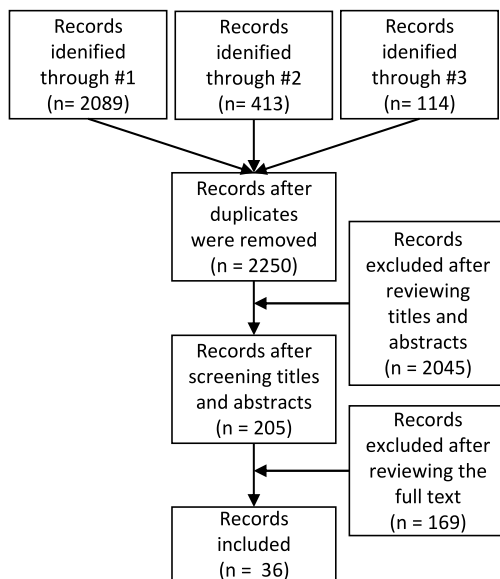 Records
idenified
through #1
(n= 2089)
Records
idenified
through #2
(n= 413)
Records
idenified
through #3
(n= 114)
Records after
duplicates
were removed
(n = 2250)
Records
excluded after
reviewing
titles and
abstracts
(n = 2045)
Records after
screening titles
and abstracts
(n = 205)
Records
excluded after
reviewing the
full text
(n = 169)
Records
included
(n = 36)